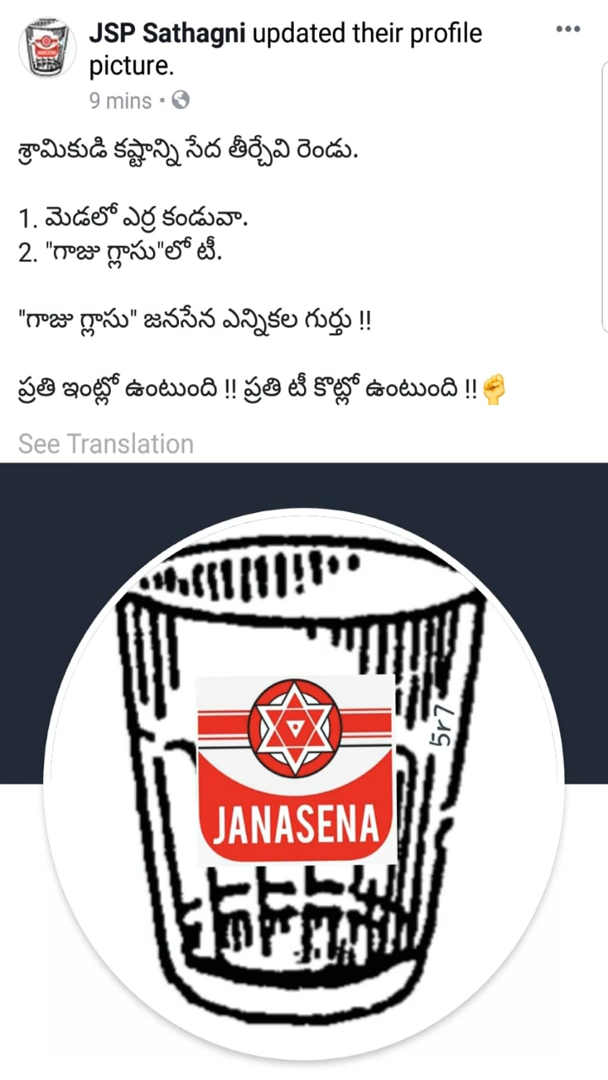 JSP Sathagni updated their profile
picture.
9 mins
శ్రామికుడి కష్టాన్ని సేద తీర్చేవి రెండు.
1. మెడలో ఎర్ర కండువా.
2. "గాజు గ్లాసు"లో టీ.
"గాజు గ్లాసు" జనసేన ఎన్నికల గుర్తు !!
ప్రతి ఇంట్లో ఉంటుంది !! ప్రతి టీ కొట్లో ఉంటుంది !!✊
See Translation
JANASENA
5r7